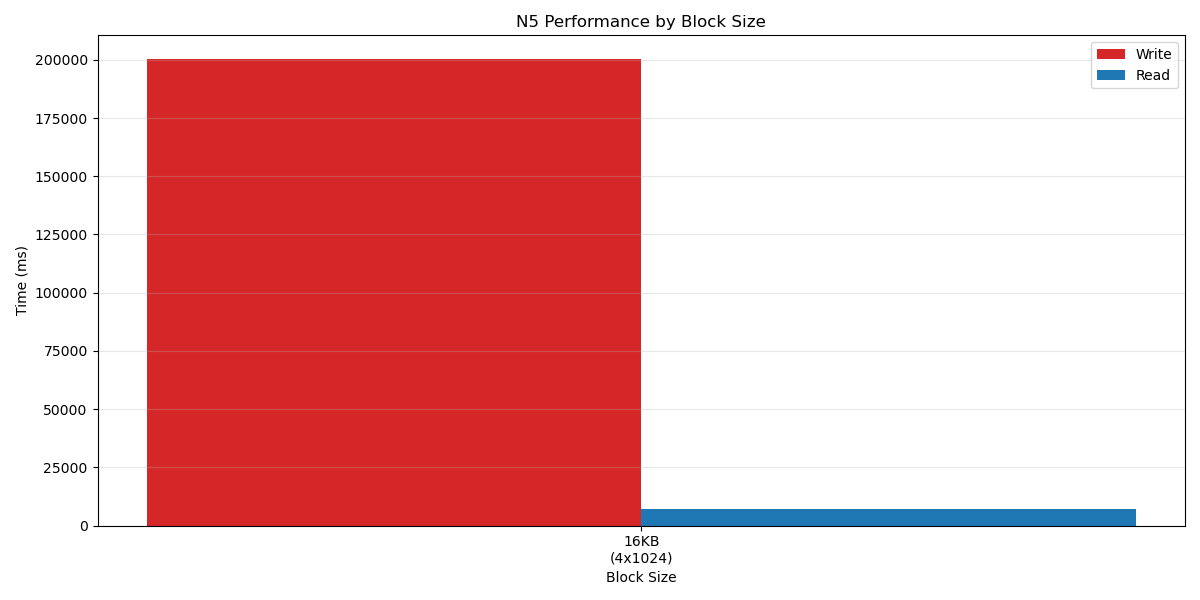 N5 Performance by Block Size
Write
Read
Time (ms)
200000
175000
150000
125000
100000
75000
50000
25000
0
16KB
(4x1024)
Block Size